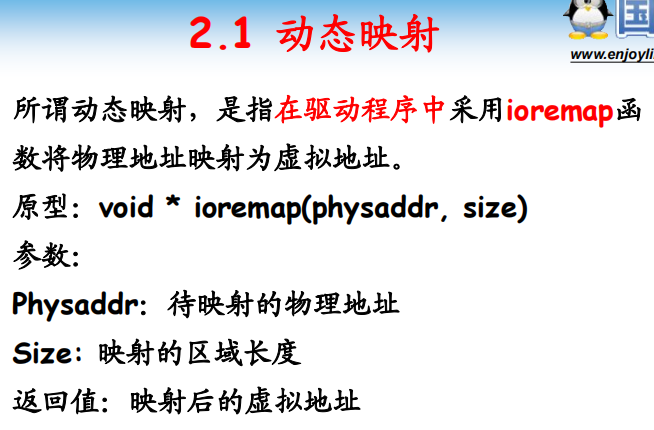 2.1 动态映射
国
www.enjoyli
所谓动态映射，是指在驱动程序中采用ioremap函
数将物理地址映射为虚拟地址。
原型：void * ioremap(physaddr, size)
参数：
Physaddr：待映射的物理地址
Size：映射的区域长度
返回值：映射后的虚拟地址